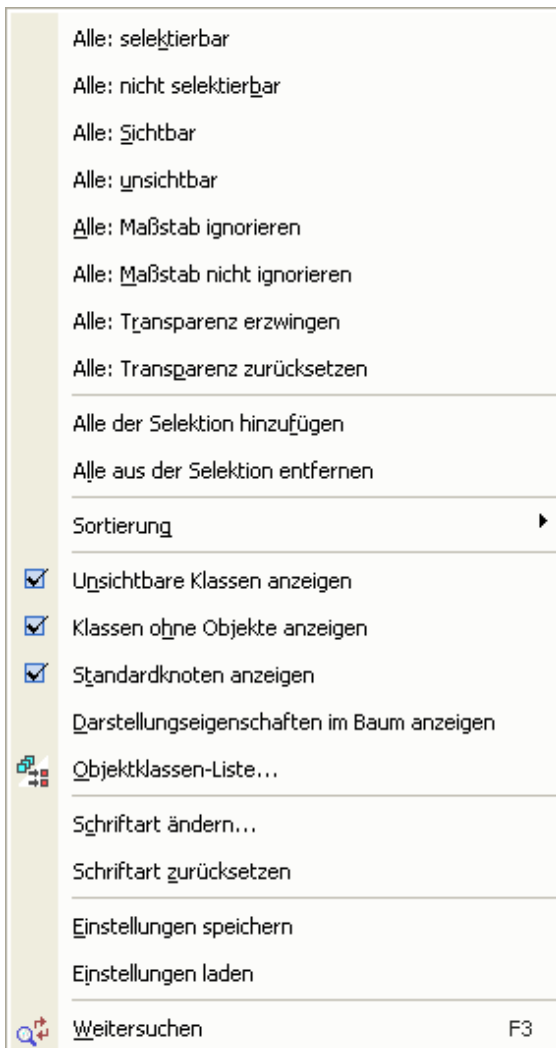 Alle: selektierbar
Alle: nicht selektierbar
Alle: Sichtbar
Alle: unsichtbar
Alle: Maßstab ignorieren
Alle: Maßstab nicht ignorieren
Alle: Transparenz erzwingen
Alle: Transparenz zurücksetzen
Alle der Selektion hinzufügen
Alle aus der Selektion entfernen
Sortierung
Unsichtbare Klassen anzeigen
Klassen ohne Objekte anzeigen
Standardknoten anzeigen
Darstellungseigenschaften im Baum anzeigen
Objektklassen-Liste...
Schriftart ändern...
Schriftart zurücksetzen
Einstellungen speichern
Einstellungen laden
Weitersuchen F3